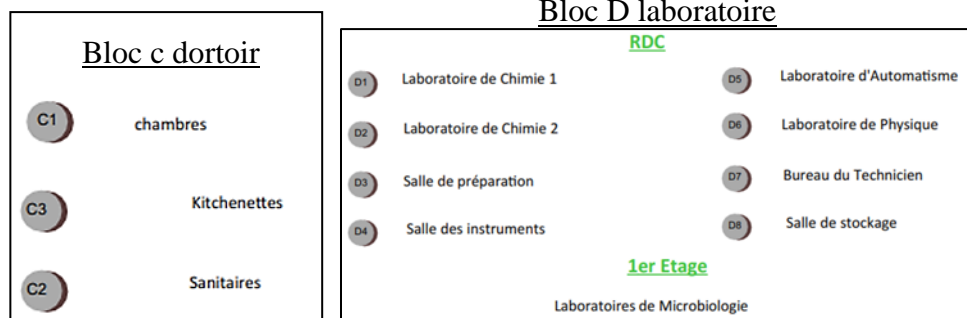 Bloc c dortoir
C1 chambres
C3 Kitchenettes
C2 Sanitaires
Bloc D laboratoire
RDC
D1 Laboratoire de Chimie 1
D2 Laboratoire de Chimie 2
D3 Salle de préparation
D4 Salle des instruments
D5 Laboratoire d'Automatisme
D6 Laboratoire de Physique
D7 Bureau du Technicien
D8 Salle de stockage
1er Etage
Laboratoires de Microbiologie